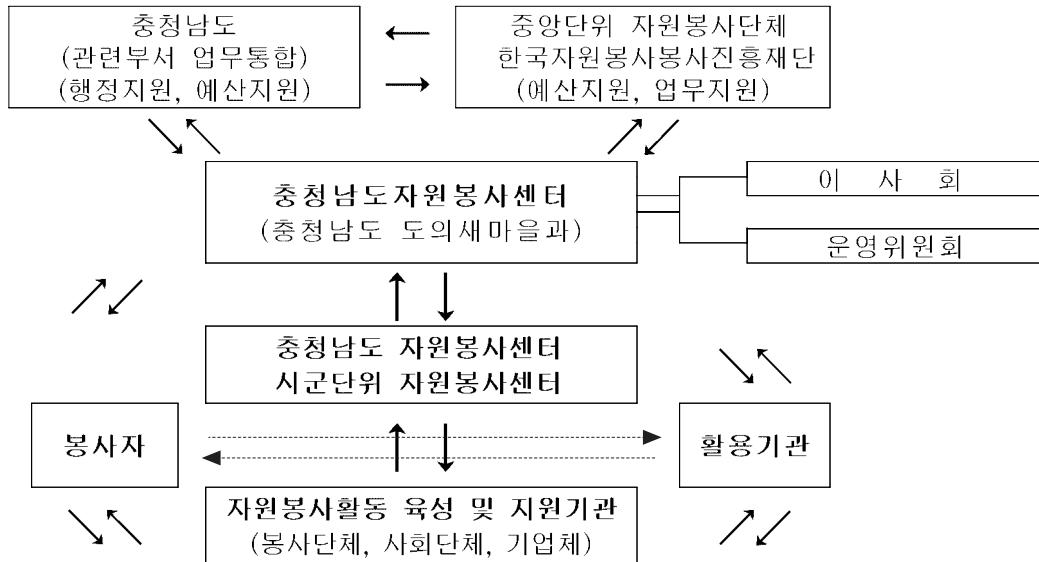 충청남도
(관련부서 업무통합)
(행정지원, 예산지원)
중앙단위 자원봉사단체
한국자원봉사봉사진흥재단
(예산지원, 업무지원)
충청남도자원봉사센터
(충청남도 도의새마을과)
이 사 회
운영위원회
충청남도 자원봉사센터
시군단위 자원봉사센터
봉사자
활용기관
자원봉사활동 육성 및 지원기관
(봉사단체, 사회단체, 기업체)